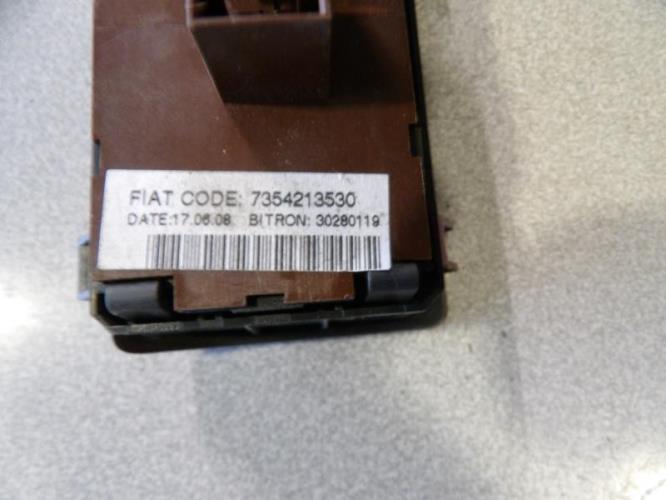 FIAT CODE: 7354213530
DATE:17.06.08 BITRON: 30280119